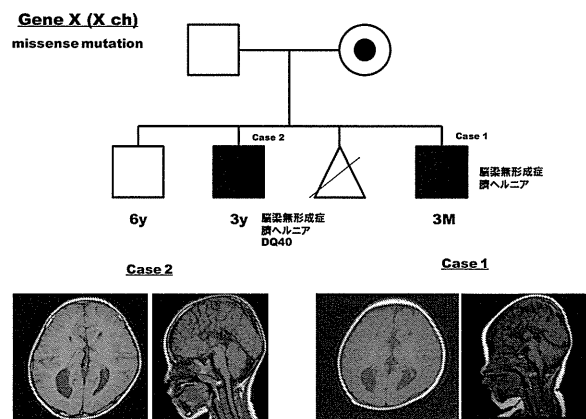 Gene X (X ch)
missense mutation
Case 2
Case 1
脳梁無形成症
臍ヘルニア
6y
3y
脳梁無形成症
臍ヘルニア
DQ40
3M
Case 2
Case 1